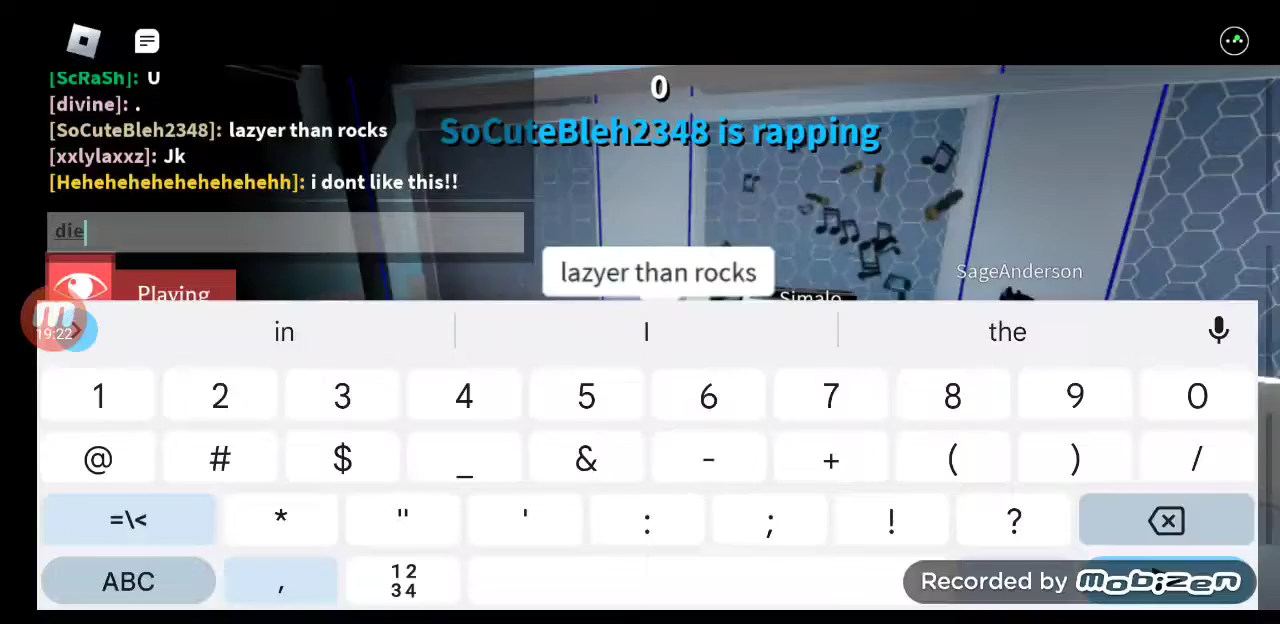 [ScRaSh]: U
[divine]: .
[SoCuteBleh2348]: lazyer than rocks
[xxlylaxxz]: Jk
[Hehehehehehehehehh]: i dont like this!!
0
SoCuteBleh2348 is rapping
die
lazyer than rocks
SageAnderson
Simalo
Playing
19:22
in I the
1 2 3 4 5 6 7 8 9 0
@ # $ _ & - + ( ) /
=\< * " ' : ; ! ?
ABC , 12
34
Recorded by Mobizen